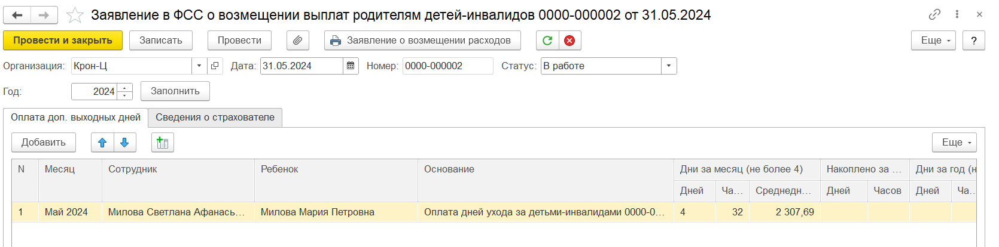 Заявление в ФСС о возмещении выплат родителям детей-инвалидов 0000-000002 от 31.05.2024
Провести и закрыть Записать Провести Заявление о возмещении расходов Еще ?
Организация: Крон-Ц Дата: 31.05.2024 Номер: 0000-000002 Статус: В работе
Год: 2024 Заполнить
Оплата доп. выходных дней Сведения о страхователе
Добавить Еще
N Месяц Сотрудник Ребенок Основание Дни за месяц (не более 4) Накоплено за ... Дни за год (н
Дней Ча... Среднедн... Дней Часов Дней Ча...
1 Май 2024 Милова Светлана Афанась... Милова Мария Петровна Оплата дней ухода за детьми-инвалидами 0000-0... 4 32 2 307,69